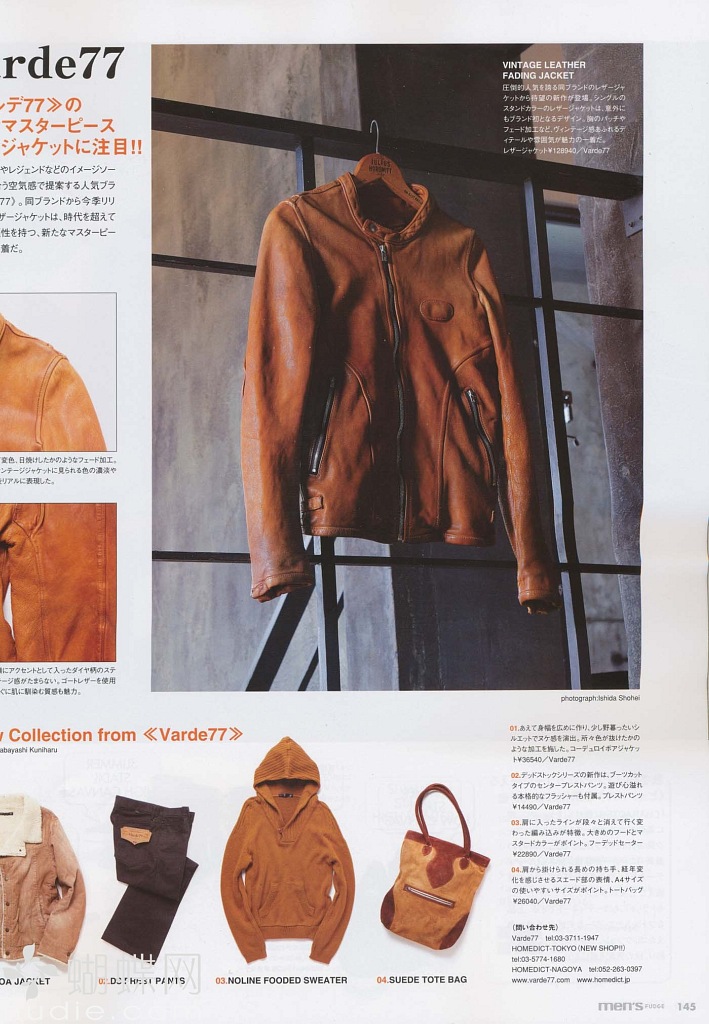 arde77
ンデ77≫の
マスターピース
ジャケットに注目!!
やレジェンドなどのイメージソー
う空気感で提案する人気ブラ
77》。同ブランドから今季リリ
ザージャケットは、時代を超えて
性を持つ、新たなマスターピー
着だ。
VINTAGE LEATHER
FADING JACKET
圧倒的人気を誇る同ブランドのレザージャ
ケットから待望の新作が登場。シングルの
スタンドカラーのレザージャケットは、意外に
もブランド初となるデザイン。胸のパッチや
フェード加工など、ヴィンテージ感あふれるディ
テールや雰囲気が魅力の一着だ。
レザージャケット¥128940／Varde77
変色、日焼けしたかのようなフェード加工。
ィンテージジャケットに見られる色の濃淡や
リアルに表現した。
にアクセントとして入ったダイヤ柄のステ
ージ感がたまらない。ゴートレザーを使用
ぐに肌に馴染む質感も魅力。
photograph:Ishida Shohei
w Collection from ≪Varde77≫
abayashi Kuniharu
01.あえて身幅を広めに作り、少し野暮ったいシ
ルエットでヌケ感を演出。所々色が抜けたかの
ような加工を施した。コーデュロイボアジャケッ
ト¥36540／Varde77
02.デッドストックシリーズの新作は、ブーツカット
タイプのセンタープレストパンツ。遊び心溢れ
る本格的なフラッシャーも付属。プレストパンツ
¥14490／Varde77
03.肩に入ったラインが段々と消えて行く変
わった編み込みが特徴。大きめのフードとマ
スタードカラーがポイント。フーデッドセーター
¥22890／Varde77
04.肩から掛けられる長めの持ち手、経年変
化を感じさせるスエード部の表情、A4サイズ
の使いやすいサイズがポイント。トートバッグ
¥26040／Varde77
(問い合わせ先)
Varde77 tel:03-3711-1947
HOMEDICT-TOKYO(NEW SHOP!!)
tel:03-5774-1680
HOMEDICT-NAGOYA tel:052-263-0397
www.varde77.com www.homedict.jp
OA JACKET
PANTS
03.NOLINE FOODED SWEATER
04.SUEDE TOTE BAG
蝴蝶网
men's FUDGE 145